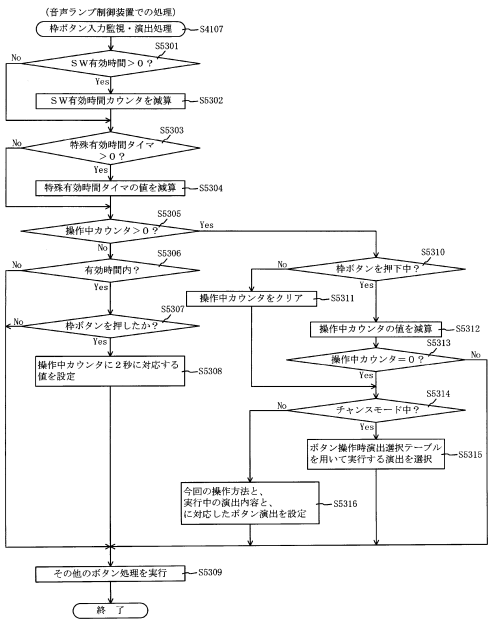 (音声ランプ制御装置での処理)
枠ボタン入力監視・演出処理
S4107
S5301
SW有効時間>0?
No
Yes
SW有効時間カウンタを減算
S5302
S5303
特殊有効時間タイマ
>0?
No
Yes
特殊有効時間タイマの値を減算
S5304
S5305
操作中カウンタ>0?
Yes
No
S5306
有効時間内?
No
Yes
S5307
枠ボタンを押したか?
No
Yes
操作中カウンタに2秒に対応する
値を設定
S5308
S5310
枠ボタンを押下中?
No
Yes
操作中カウンタをクリア
S5311
操作中カウンタの値を減算
S5312
S5313
操作中カウンタ=0?
No
Yes
S5314
チャンスモード中?
No
Yes
ボタン操作時演出選択テーブル
を用いて実行する演出を選択
S5315
今回の操作方法と、
実行中の演出内容と、
に対応したボタン演出を設定
S5316
その他のボタン処理を実行
S5309
終 了